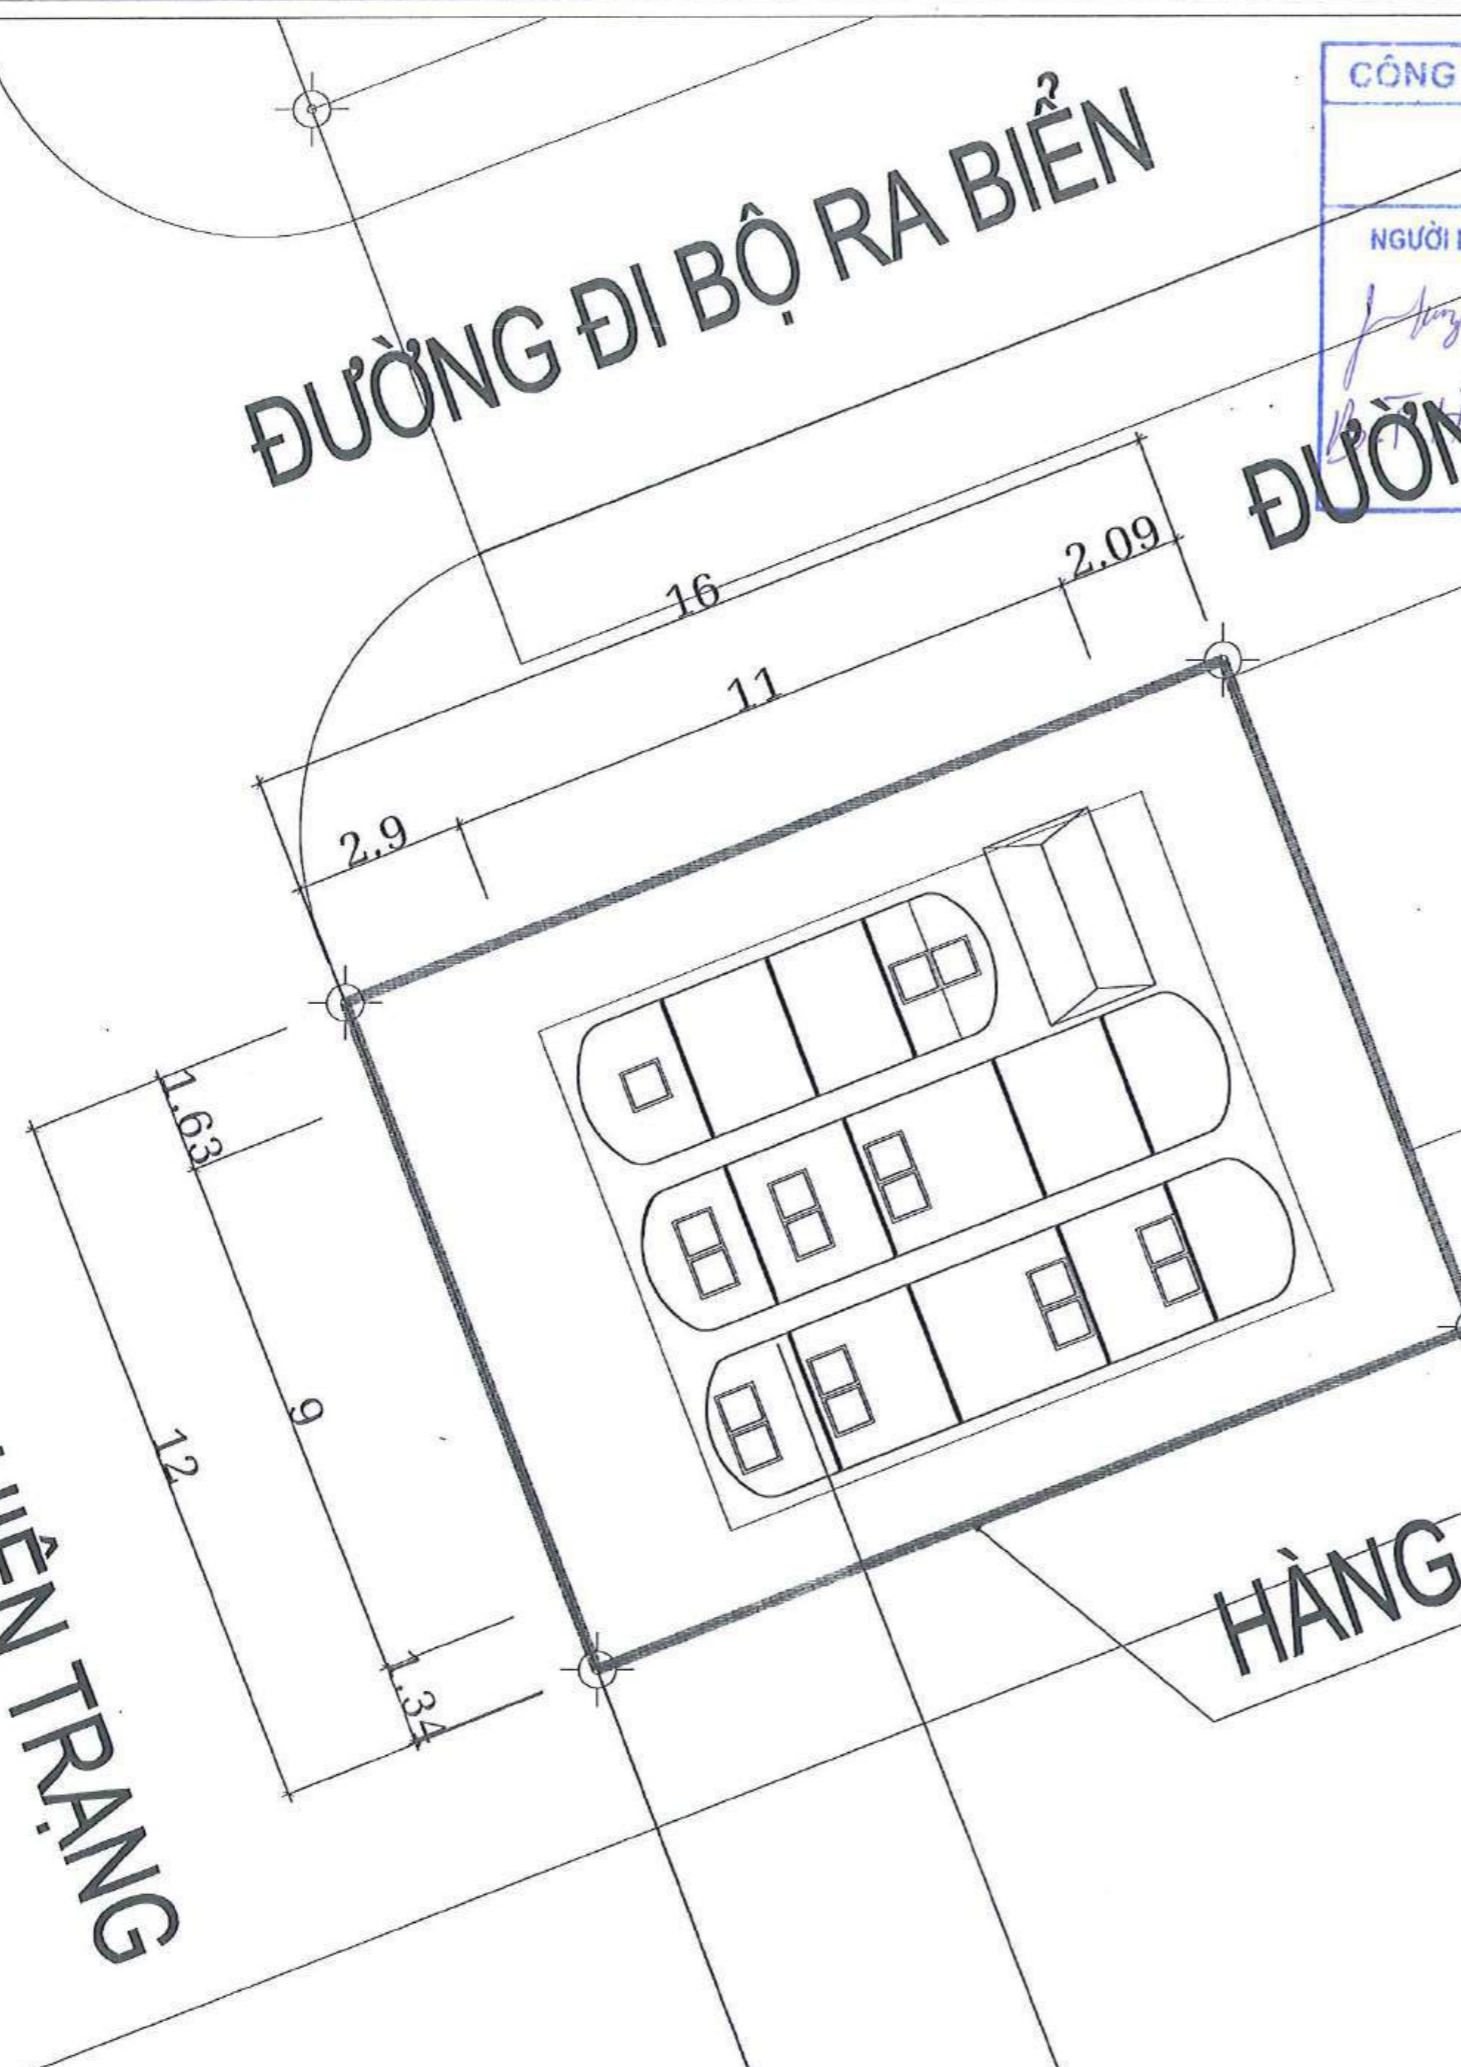 CÔNG
NGƯỜI
ĐƯỜNG ĐI BỘ RA BIỂN
ĐƯỜN
16
2.09
11
2.9
1.63
9
12
1.34
HIỆN TRẠNG
HÀNG